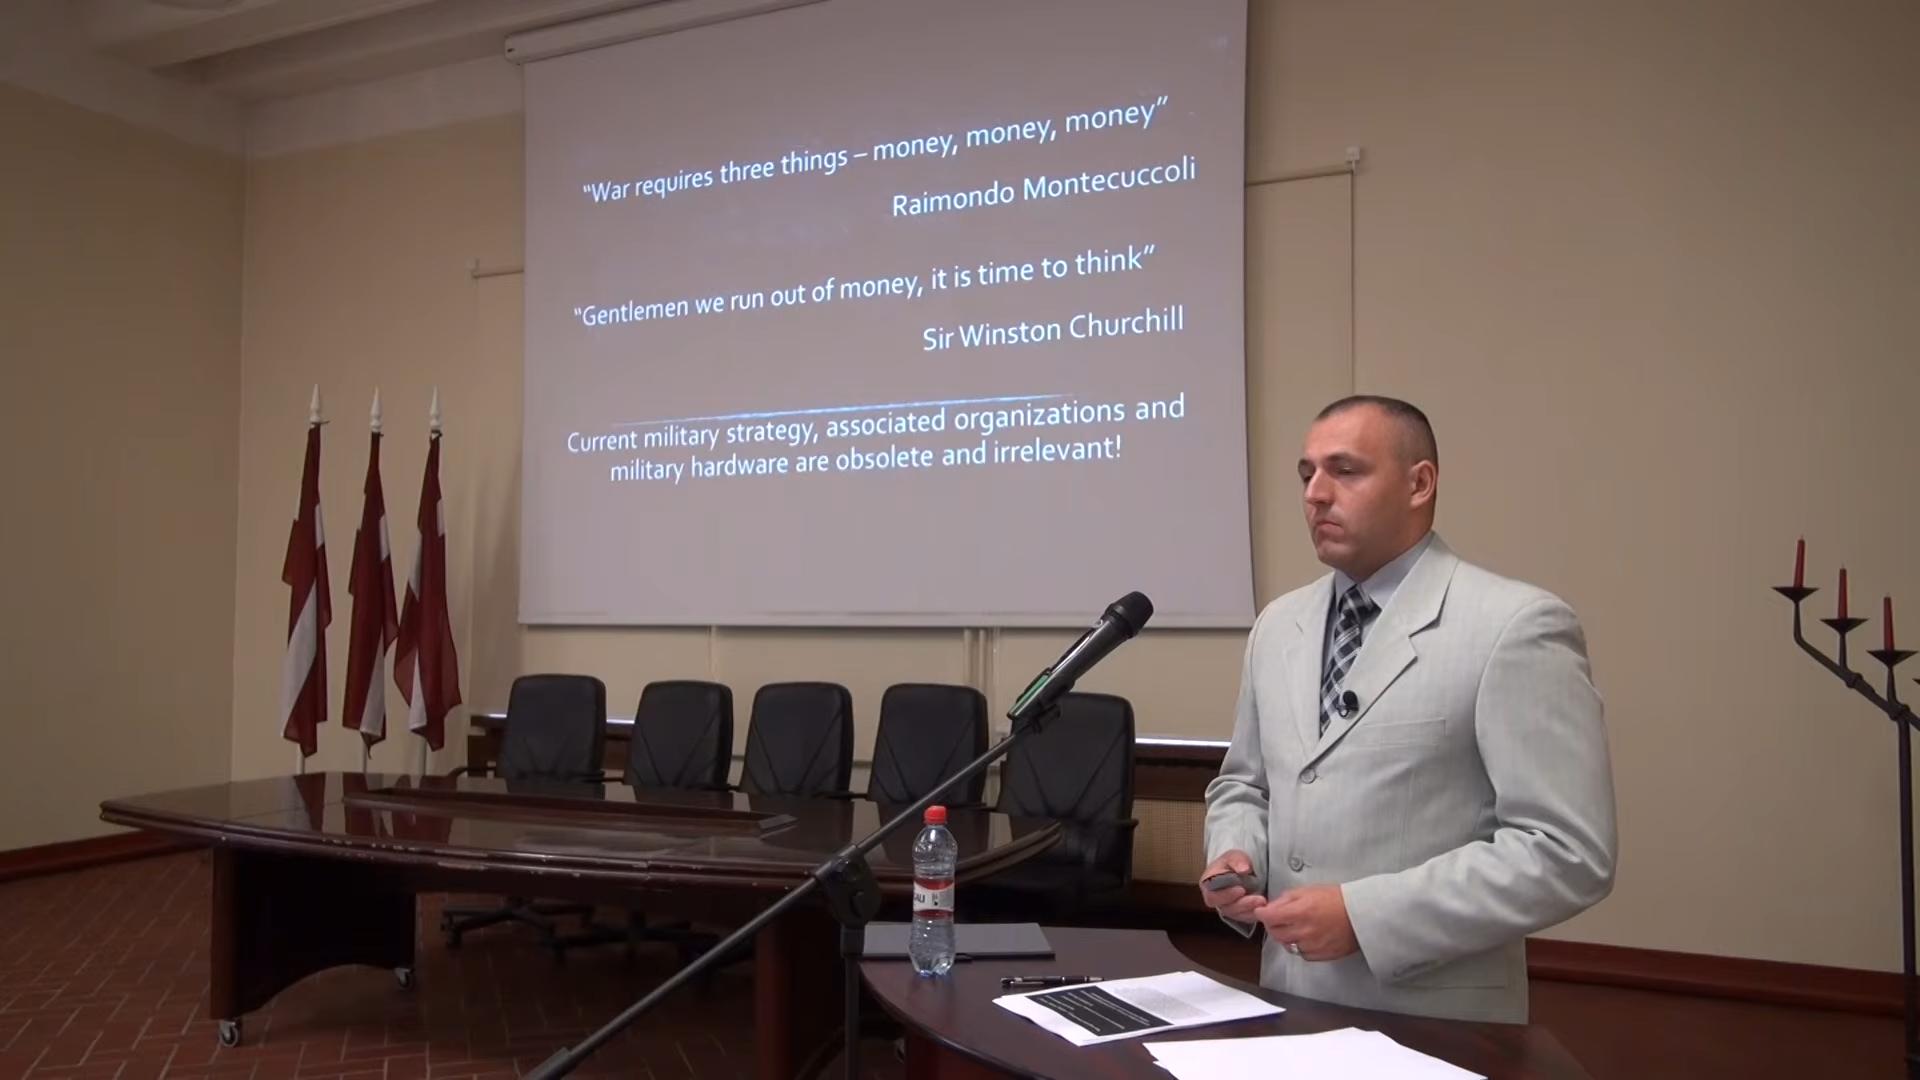 “War requires three things – money, money, money”
Raimondo Montecuccoli
“Gentlemen we run out of money, it is time to think”
Sir Winston Churchill
Current military strategy, associated organizations and
military hardware are obsolete and irrelevant!